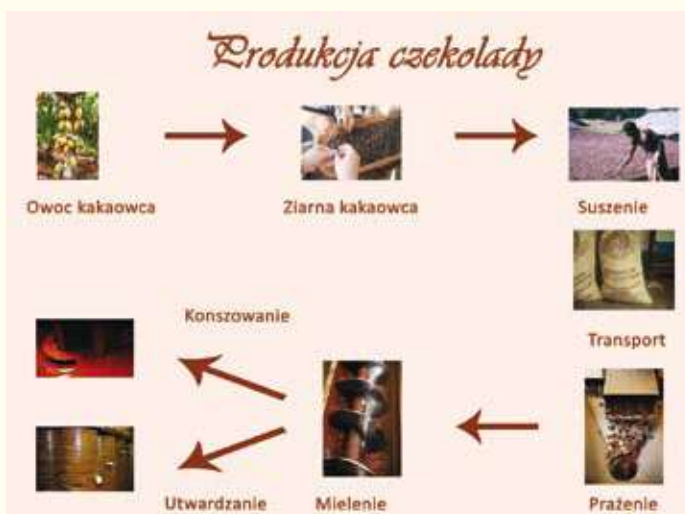 Produkcja czekolady
Owoc kakaowca
Ziarna kakaowca
Suszenie
Transport
Prażenie
Mielenie
Konszowanie
Utwardzanie